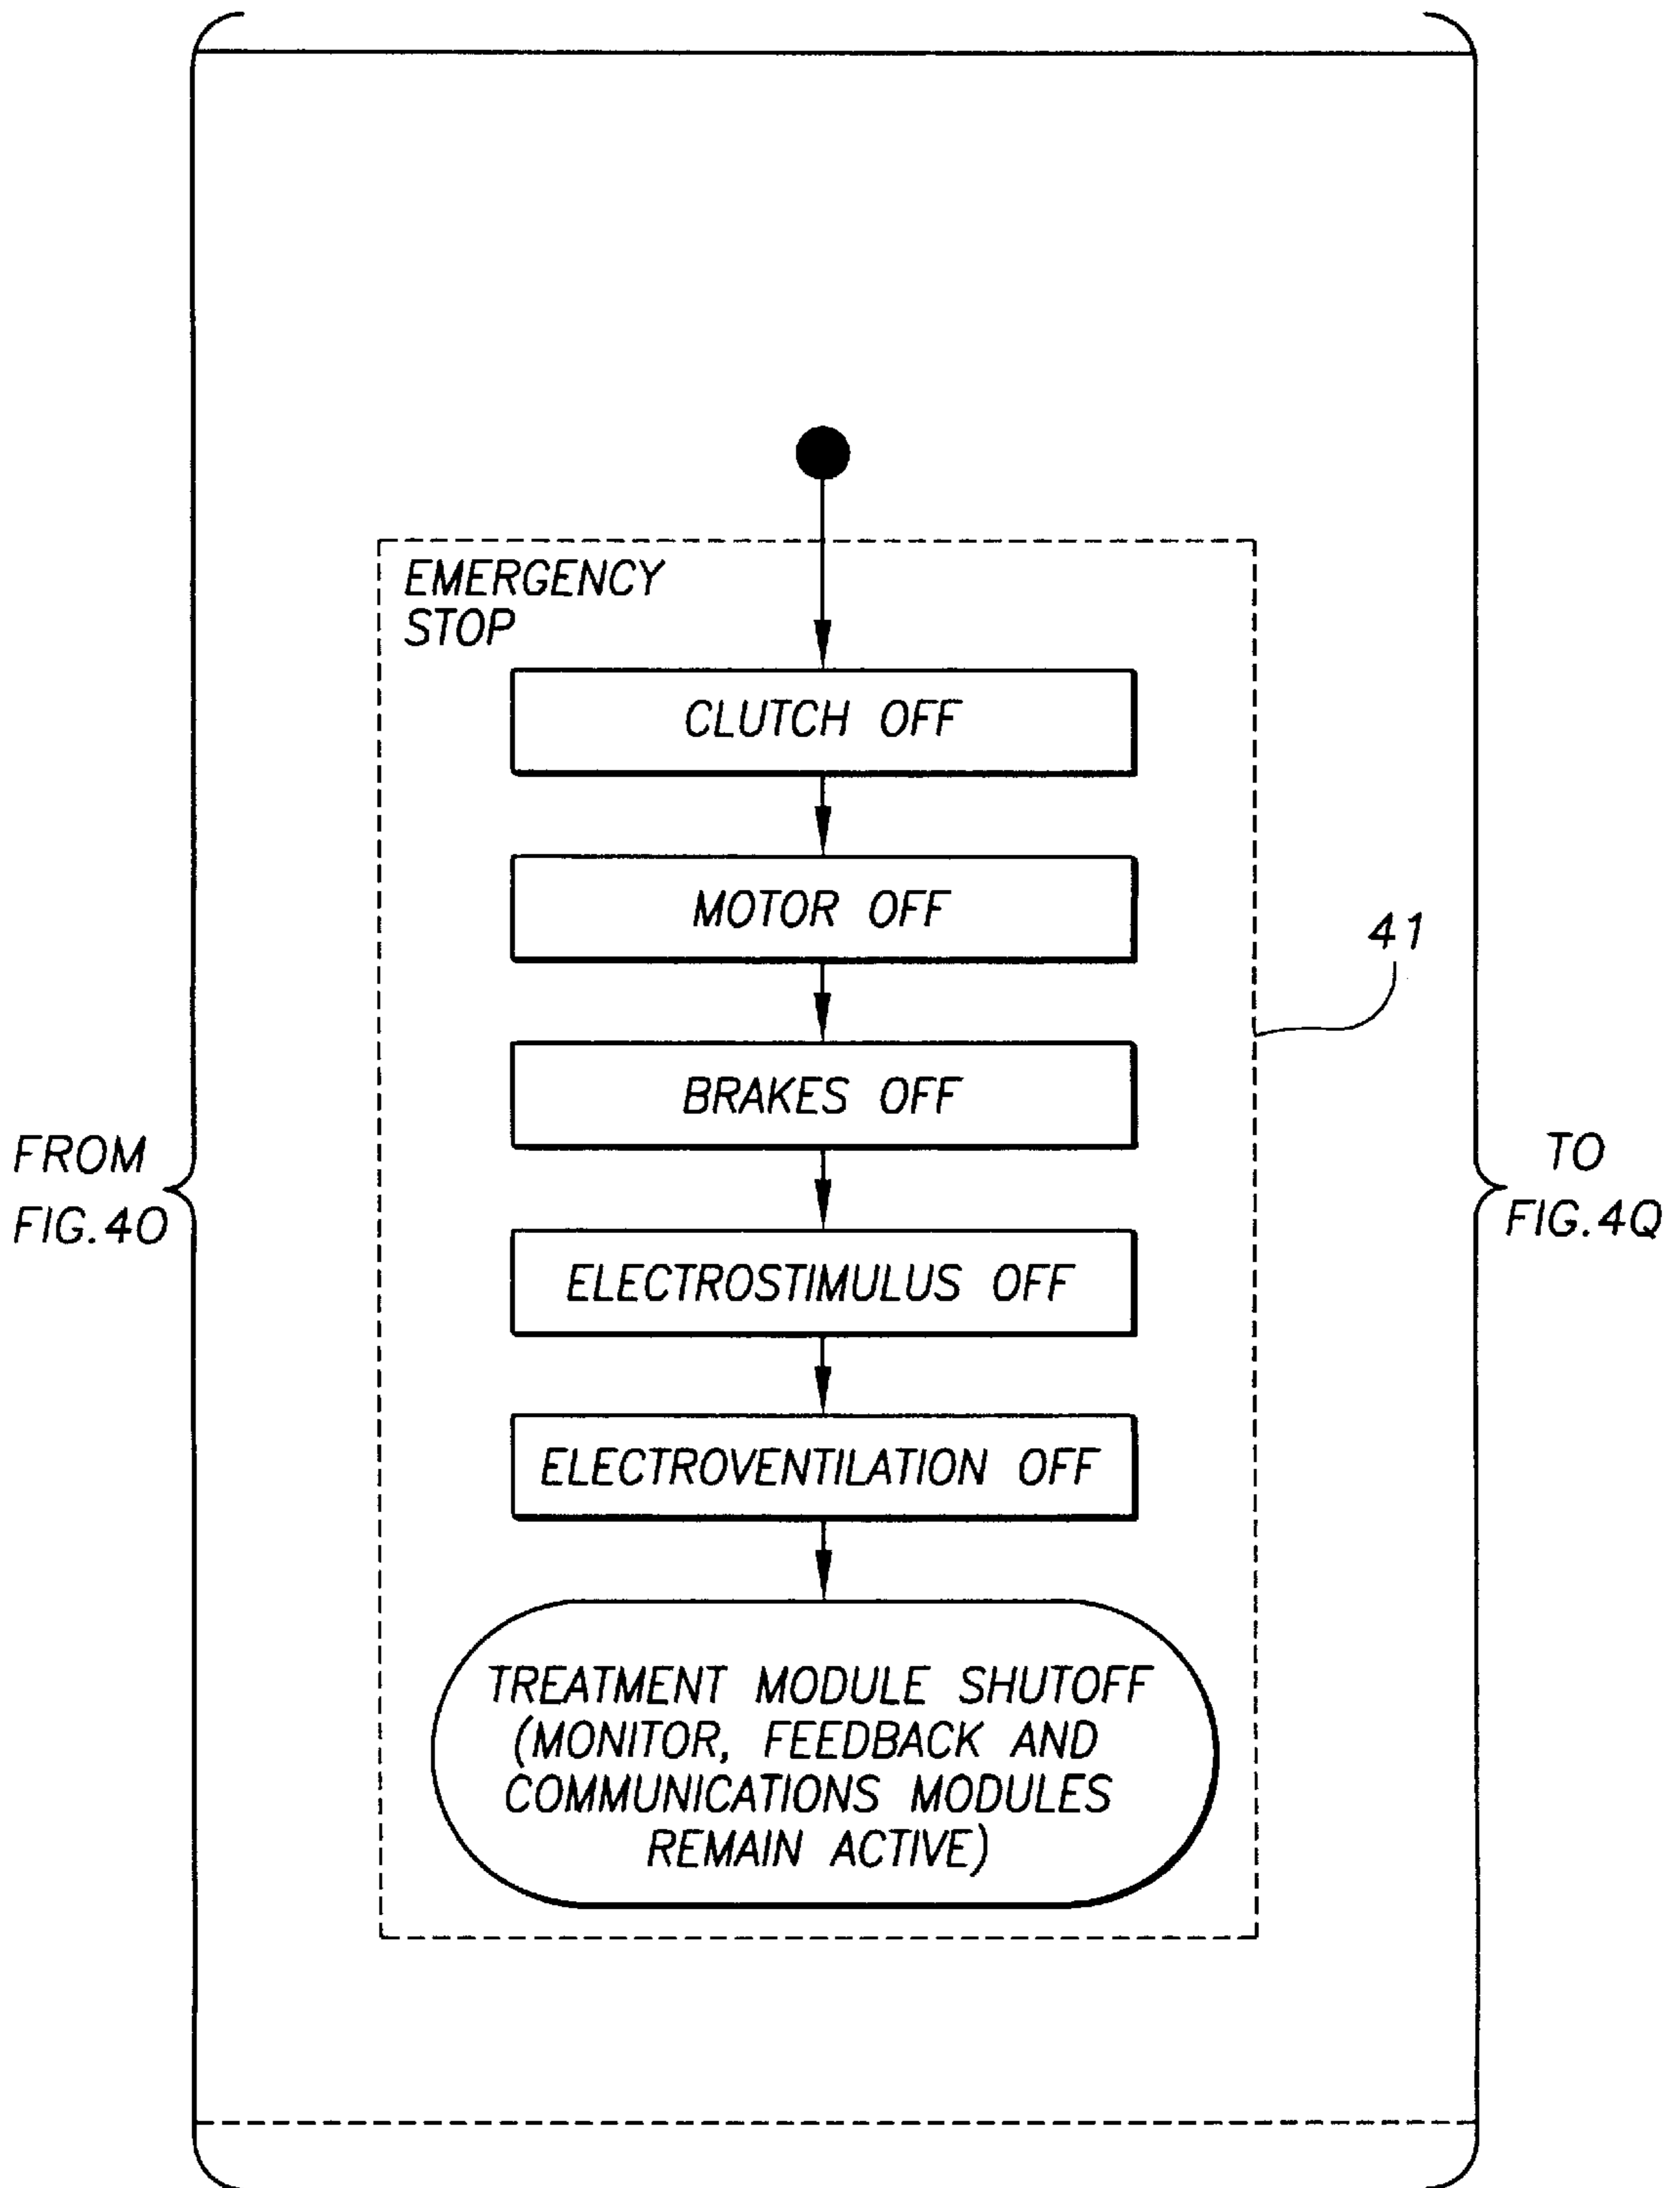 EMERGENCY
STOP
CLUTCH OFF
MOTOR OFF
41
BRAKES OFF
FROM
FIG.4O
TO
FIG.4Q
ELECTROSTIMULUS OFF
ELECTROVENTILATION OFF
TREATMENT MODULE SHUTOFF
(MONITOR, FEEDBACK AND
COMMUNICATIONS MODULES
REMAIN ACTIVE)